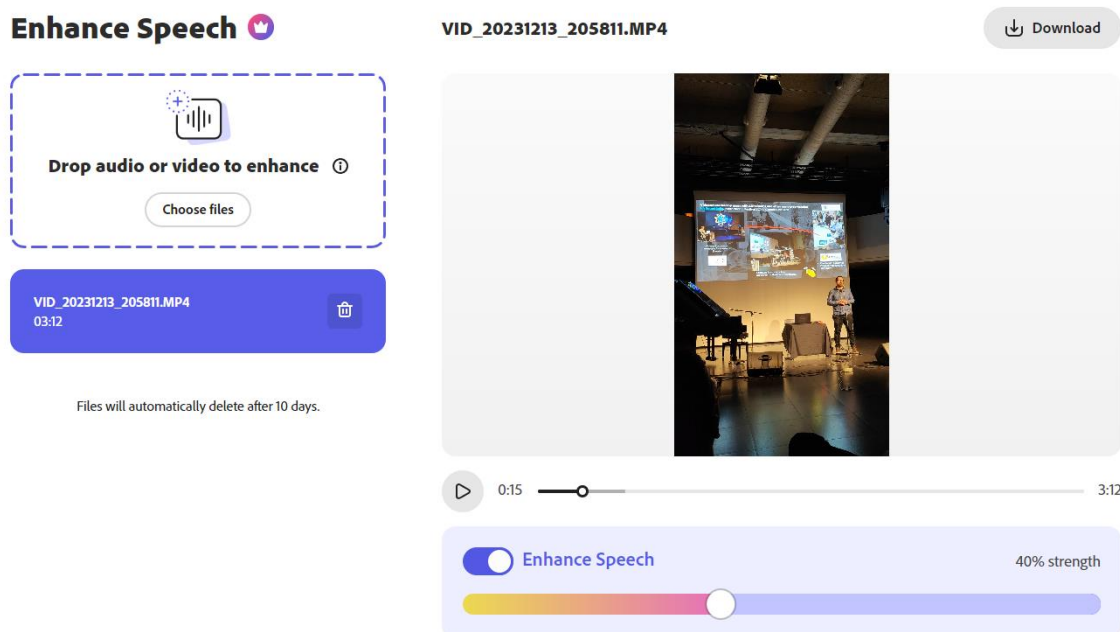 Enhance Speech
VID_20231213_205811.MP4
Download
Drop audio or video to enhance
Choose files
VID_20231213_205811.MP4
03:12
Files will automatically delete after 10 days.
0:15
3:12
Enhance Speech
40% strength